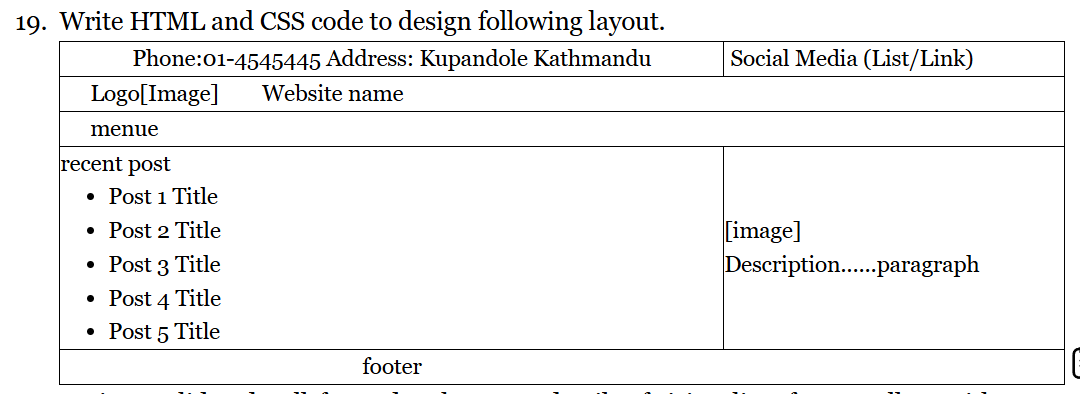 19. Write HTML and CSS code to design following layout.
Phone:01-4545445 Address: Kupandole Kathmandu
Social Media (List/Link)
Logo[Image] Website name
menue
recent post
• Post 1 Title
• Post 2 Title
• Post 3 Title
• Post 4 Title
• Post 5 Title
[image]
Description......paragraph
footer